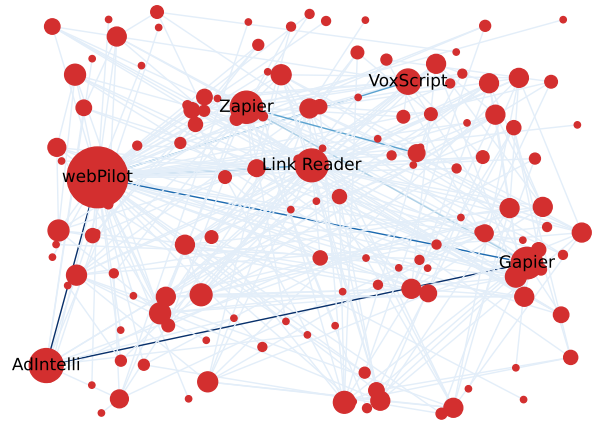 VoxScript
Zapier
Link Reader
webPilot
Gapier
AdIntelli